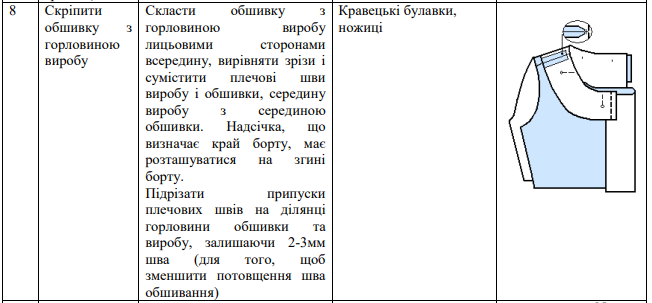 8
Скріпити
обшивку з
горловиною
виробу
Скласти обшивку з
горловиною виробу
лицьовими сторонами
всередину, вирівняти зрізи і
сумістити плечові шви
виробу і обшивки, середину
виробу з серединою
обшивки. Надсічка, що
визначає край борту, має
розташуватися на згині
борту.
Підрізати припуски
плечових швів на ділянці
горловини обшивки та
виробу, залишаючи 2-3мм
шва (для того, щоб
зменшити потовщення шва
обшивання)
Кравецькі булавки,
ножиці